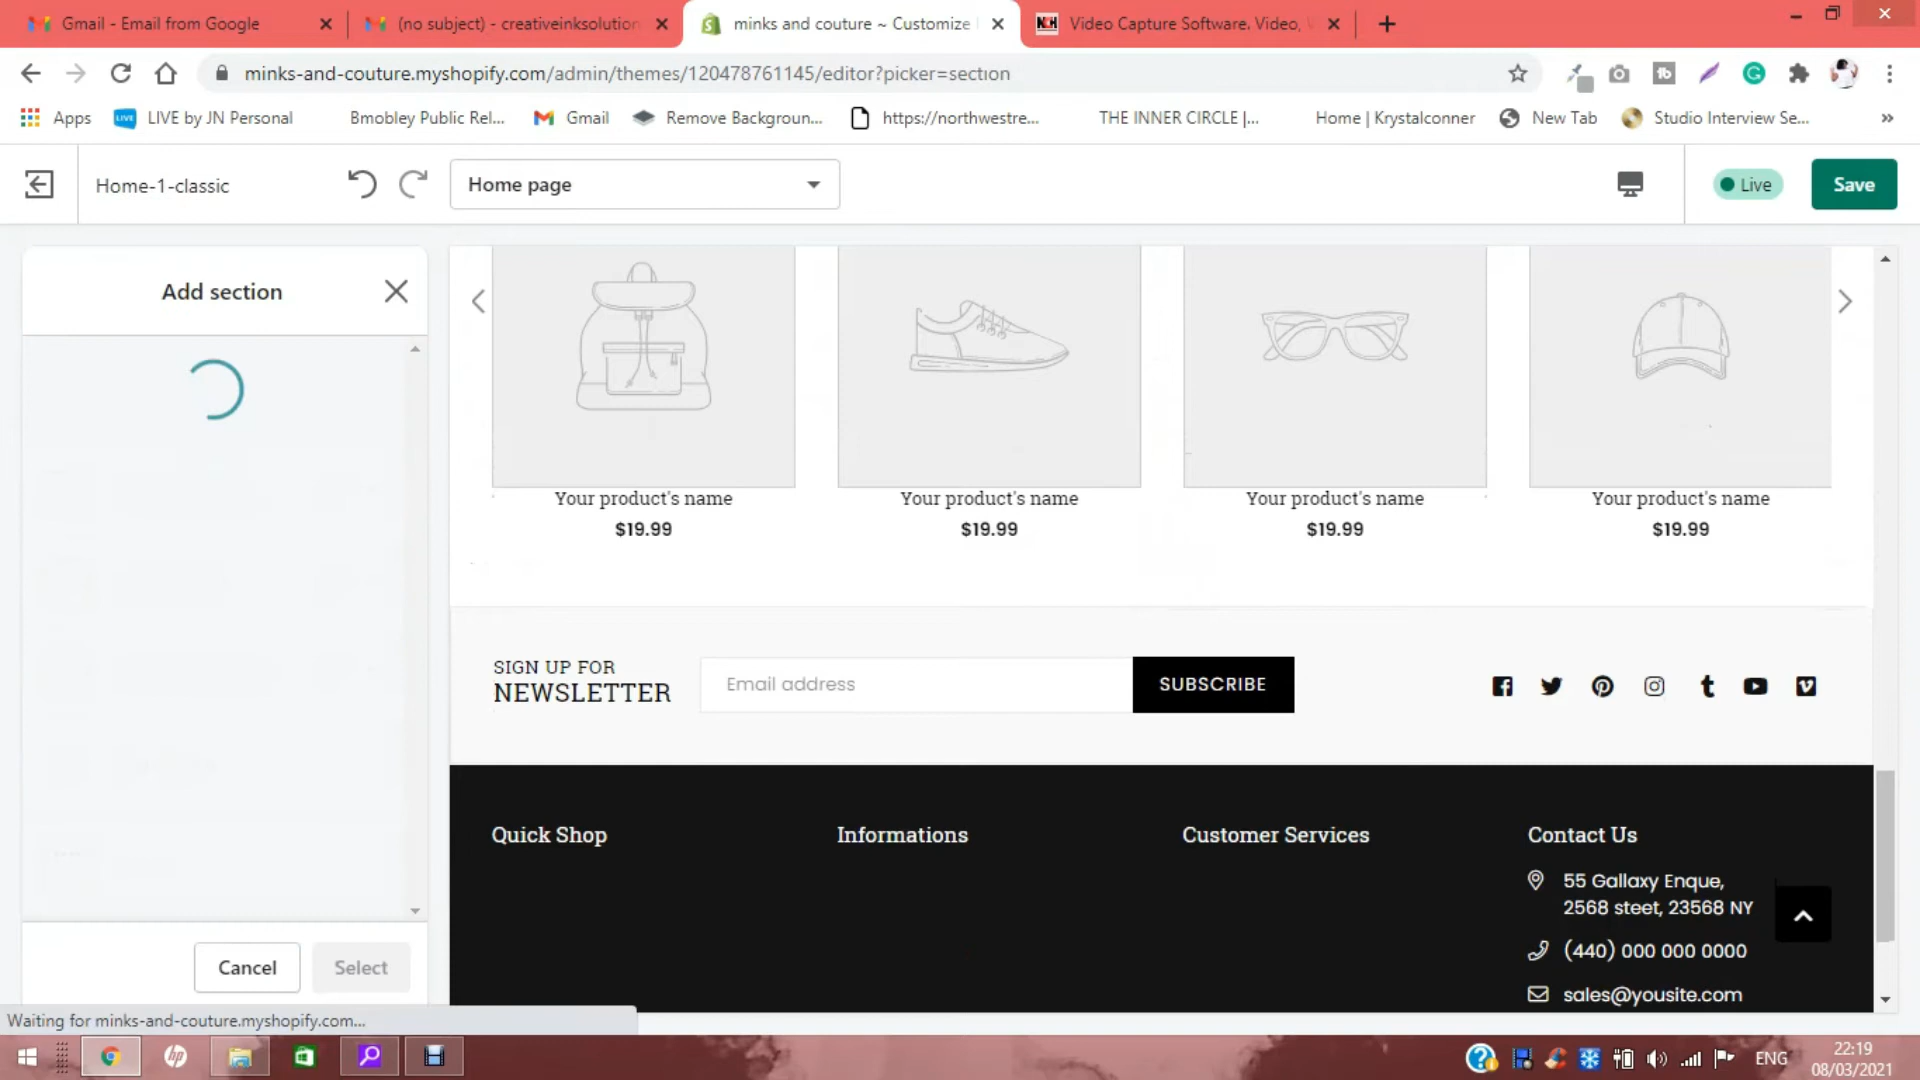 Gmail - Email from Google
(no subject) - creativeinksolution
minks and couture ~ Customize
NCH
Video Capture Software. Video,
minks-and-couture.myshopify.com/admin/themes/120478761145/editor?picker=section
Apps
LIVE
LIVE by JN Personal
Bmobley Public Rel...
Gmail
Remove Backgroun...
https://northwestre...
THE INNER CIRCLE |...
Home | Krystalconner
New Tab
Studio Interview Se...
»
Home-1-classic
Home page
Live
Save
Add section
Your product's name
$19.99
Your product's name
$19.99
Your product's name
$19.99
Your product's name
$19.99
SIGN UP FOR
NEWSLETTER
Email address
SUBSCRIBE
Quick Shop
Informations
Customer Services
Contact Us
55 Gallaxy Enque,
2568 steet, 23568 NY
(440) 000 000 0000
sales@yousite.com
Cancel
Select
Waiting for minks-and-couture.myshopify.com...
hp
ENG
22:19
08/03/2021